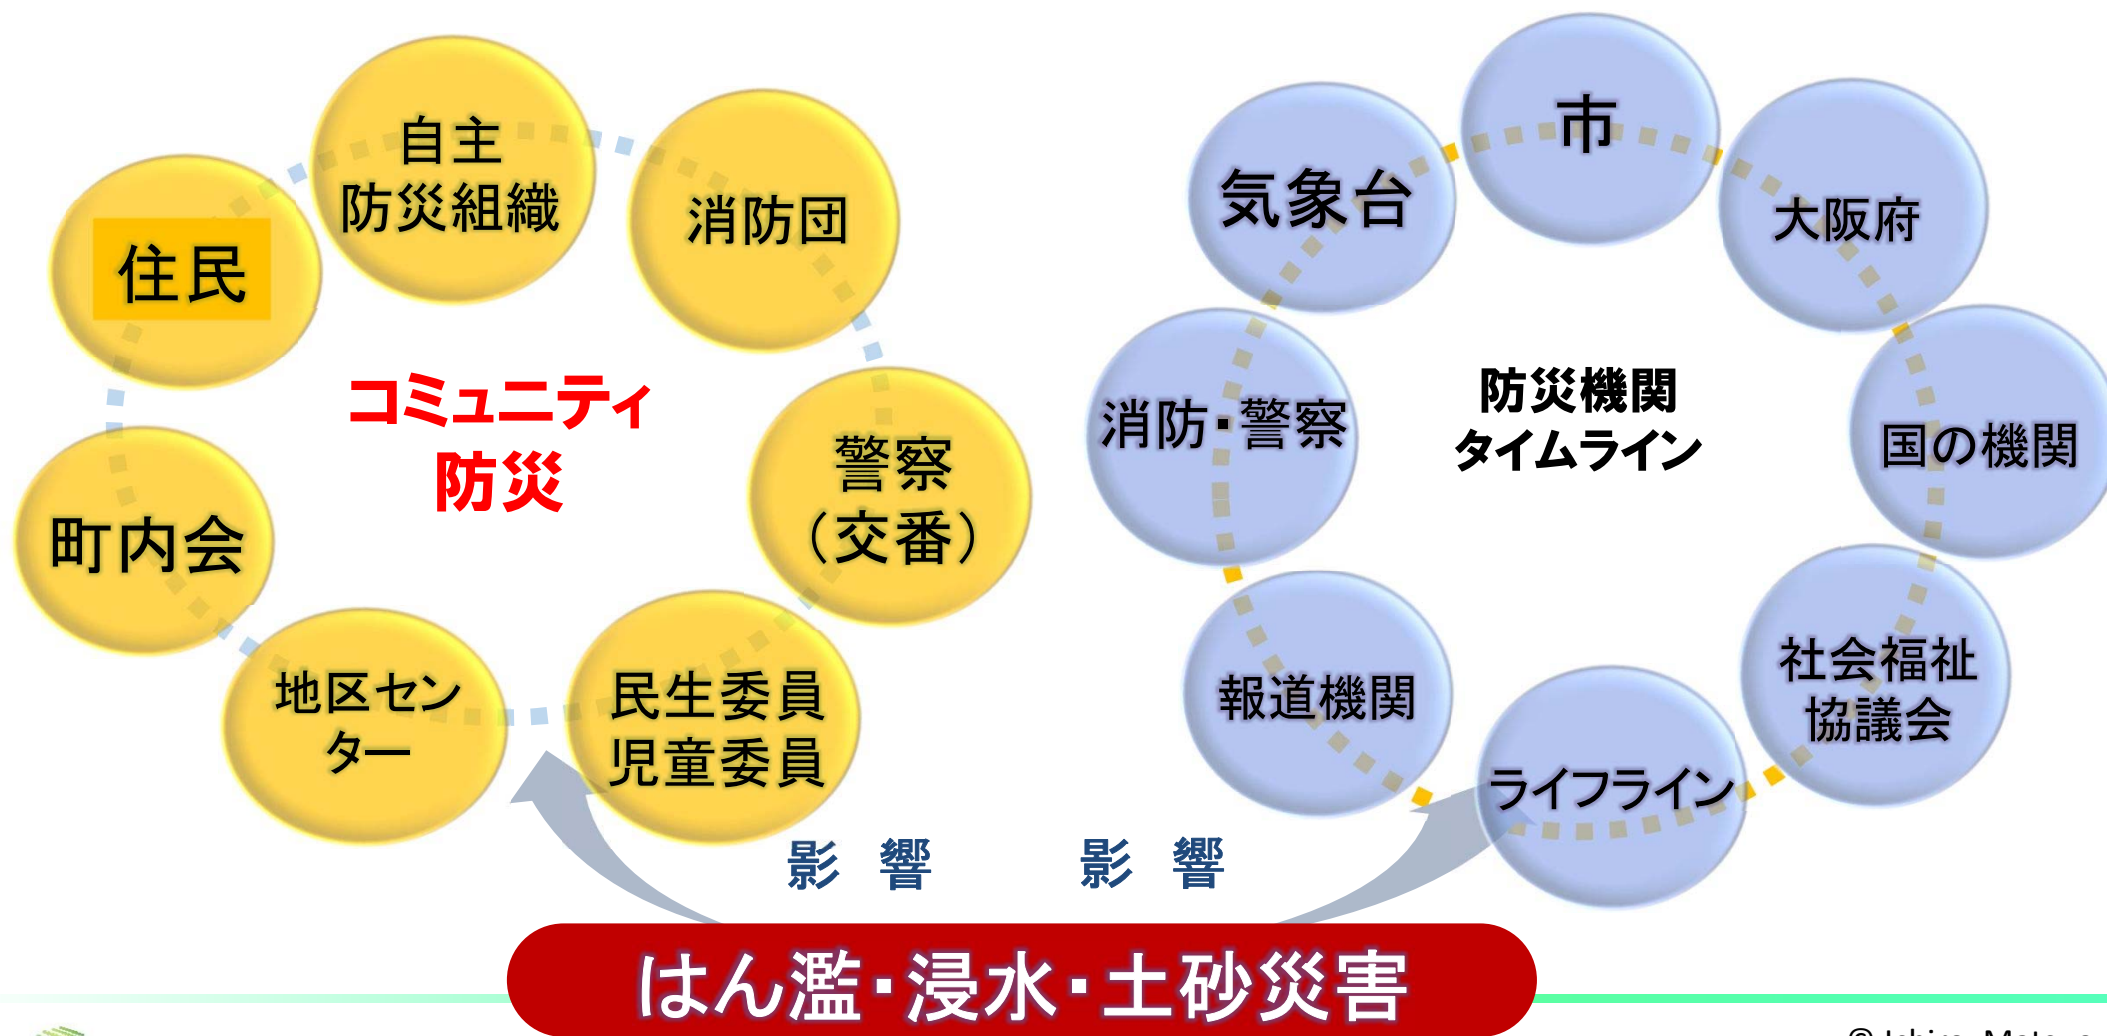 自主
防災組織
消防団
住民
コミュニティ
防災
警察
（交番）
町内会
地区セン
ター
民生委員
児童委員
市
気象台
大阪府
消防・警察
防災機関
タイムライン
国の機関
報道機関
社会福祉
協議会
ライフライン
影 響
影 響
はん濫・浸水・土砂災害